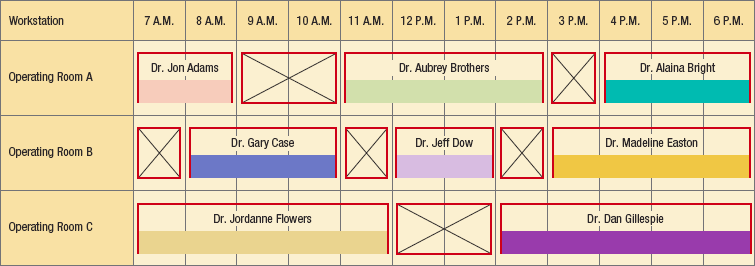 Workstation 7 A.M. 8 A.M. 9 A.M. 10 A.M. 11 A.M. 12 P.M. 1 P.M. 2 P.M. 3 P.M. 4 P.M. 5 P.M. 6 P.M.
Operating Room A Dr. Jon Adams Dr. Aubrey Brothers Dr. Alaina Bright
Operating Room B Dr. Gary Case Dr. Jeff Dow Dr. Madeline Easton
Operating Room C Dr. Jordanne Flowers Dr. Dan Gillespie